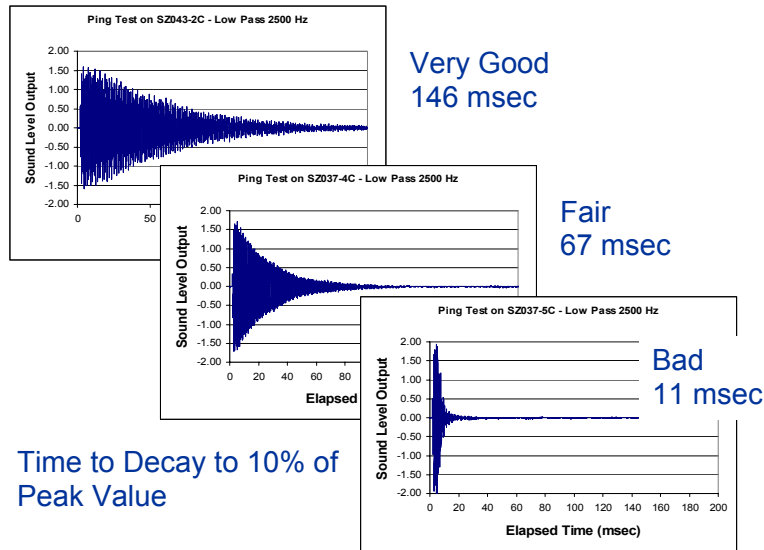 Ping Test on SZ043-2C - Low Pass 2500 Hz
2.00
1.50
1.00
0.50
0.00
-0.50
-1.00
-1.50
-2.00
Sound Level Output
0 50
Very Good
146 msec
Ping Test on SZ037-4C - Low Pass 2500 Hz
2.00
1.50
1.00
0.50
0.00
-0.50
-1.00
-1.50
-2.00
Sound Level Output
0 20 40 60 80
Elapsed
Fair
67 msec
Ping Test on SZ037-5C - Low Pass 2500 Hz
2.00
1.50
1.00
0.50
0.00
-0.50
-1.00
-1.50
-2.00
Sound Level Output
0 20 40 60 80 100 120 140 160 180 200
Elapsed Time (msec)
Bad
11 msec
Time to Decay to 10% of
Peak Value